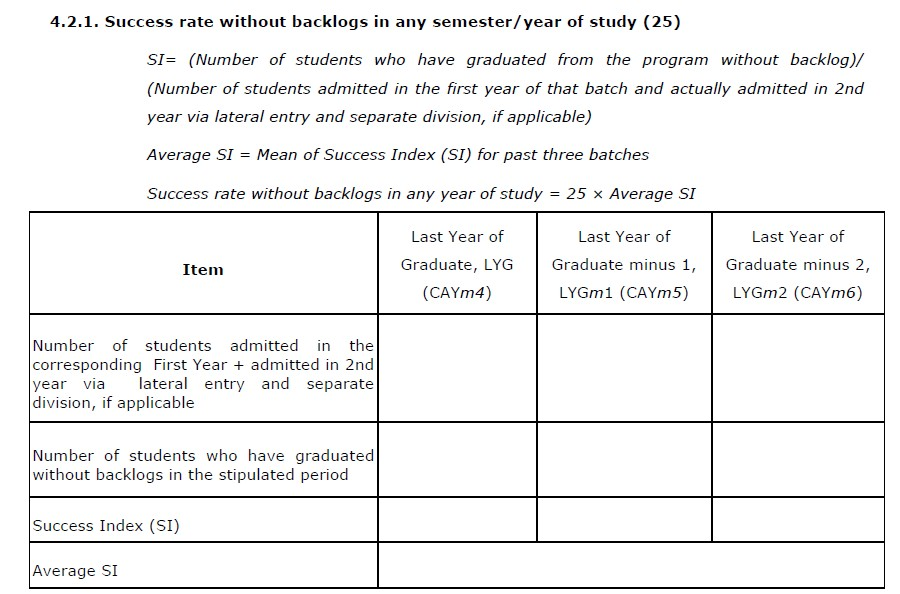 4.2.1. Success rate without backlogs in any semester/year of study (25)
SI= (Number of students who have graduated from the program without backlog)/
(Number of students admitted in the first year of that batch and actually admitted in 2nd
year via lateral entry and separate division, if applicable)
Average SI = Mean of Success Index (SI) for past three batches
Success rate without backlogs in any year of study = 25 × Average SI
Item
Last Year of
Graduate, LYG
(CAYm4)
Last Year of
Graduate minus 1,
LYGm1 (CAYm5)
Last Year of
Graduate minus 2,
LYGm2 (CAYm6)
Number of students admitted in the
corresponding First Year + admitted in 2nd
year via lateral entry and separate
division, if applicable
Number of students who have graduated
without backlogs in the stipulated period
Success Index (SI)
Average SI